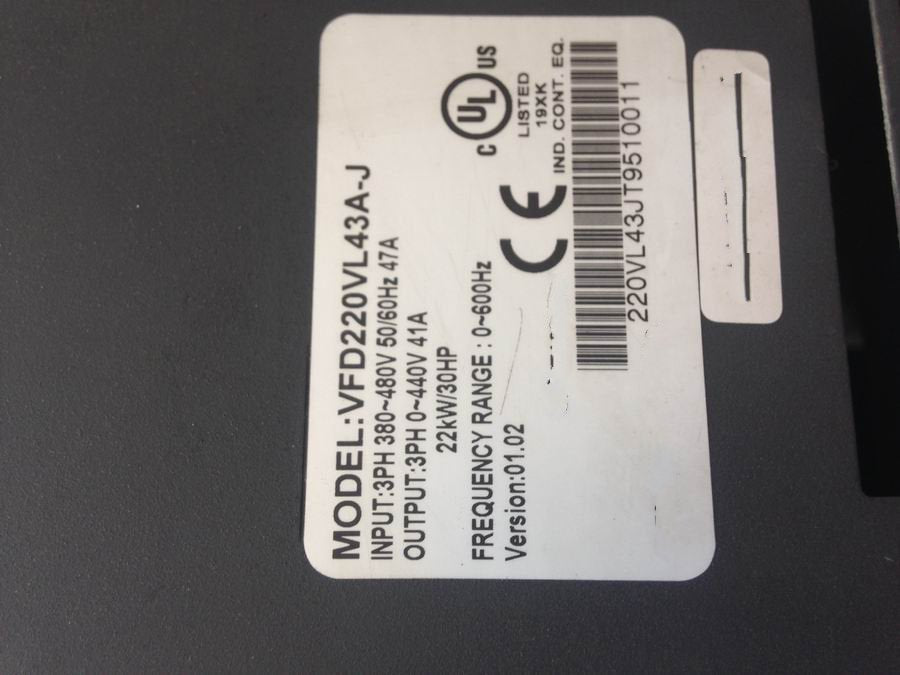 MODEL:VFD220VL43A-J
INPUT:3PH 380~480V 50/60Hz 47A
OUTPUT:3PH 0~440V 41A
22kW/30HP
FREQUENCY RANGE : 0~600Hz
Version:01.02
C UL US
LISTED
19XK
IND. CONT. EQ.
CE
220VL43JT9510011